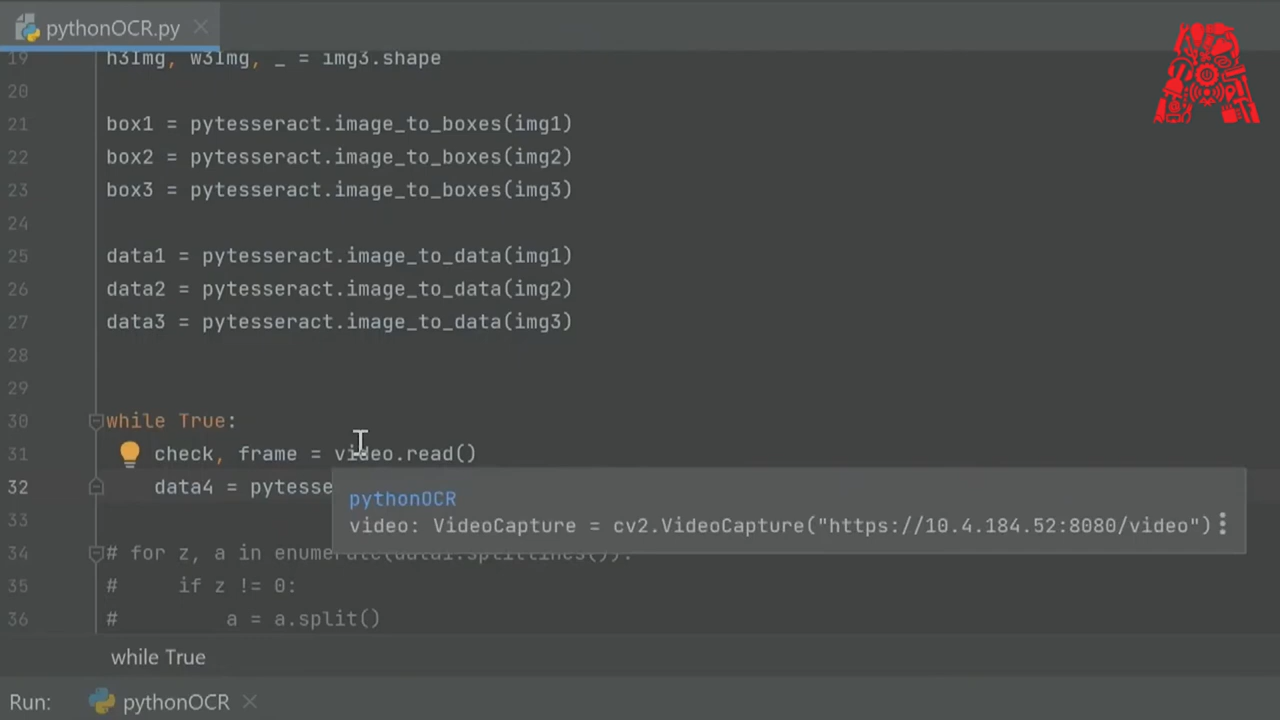 pythonOCR.py
19 h3Img, w3Img, _ = img3.shape
20
21 box1 = pytesseract.image_to_boxes(img1)
22 box2 = pytesseract.image_to_boxes(img2)
23 box3 = pytesseract.image_to_boxes(img3)
24
25 data1 = pytesseract.image_to_data(img1)
26 data2 = pytesseract.image_to_data(img2)
27 data3 = pytesseract.image_to_data(img3)
28
29
30 while True:
31 check, frame = video.read()
32 data4 = pytesse
pythonOCR
video: VideoCapture = cv2.VideoCapture("https://10.4.184.52:8080/video")
33
34 # for z, a in enumerate(data1.splitlines()):
35 # if z != 0:
36 # a = a.split()
while True
Run: pythonOCR